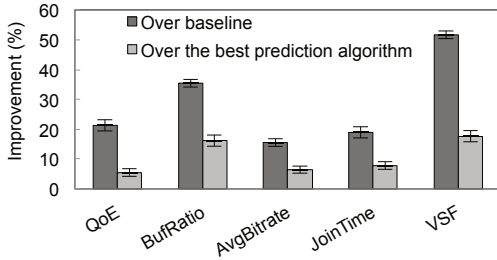 60
50
40
30
20
10
0
Improvement (%)
Over baseline
Over the best prediction algorithm
QoE
BufRatio
AvgBitrate
JoinTime
VSF